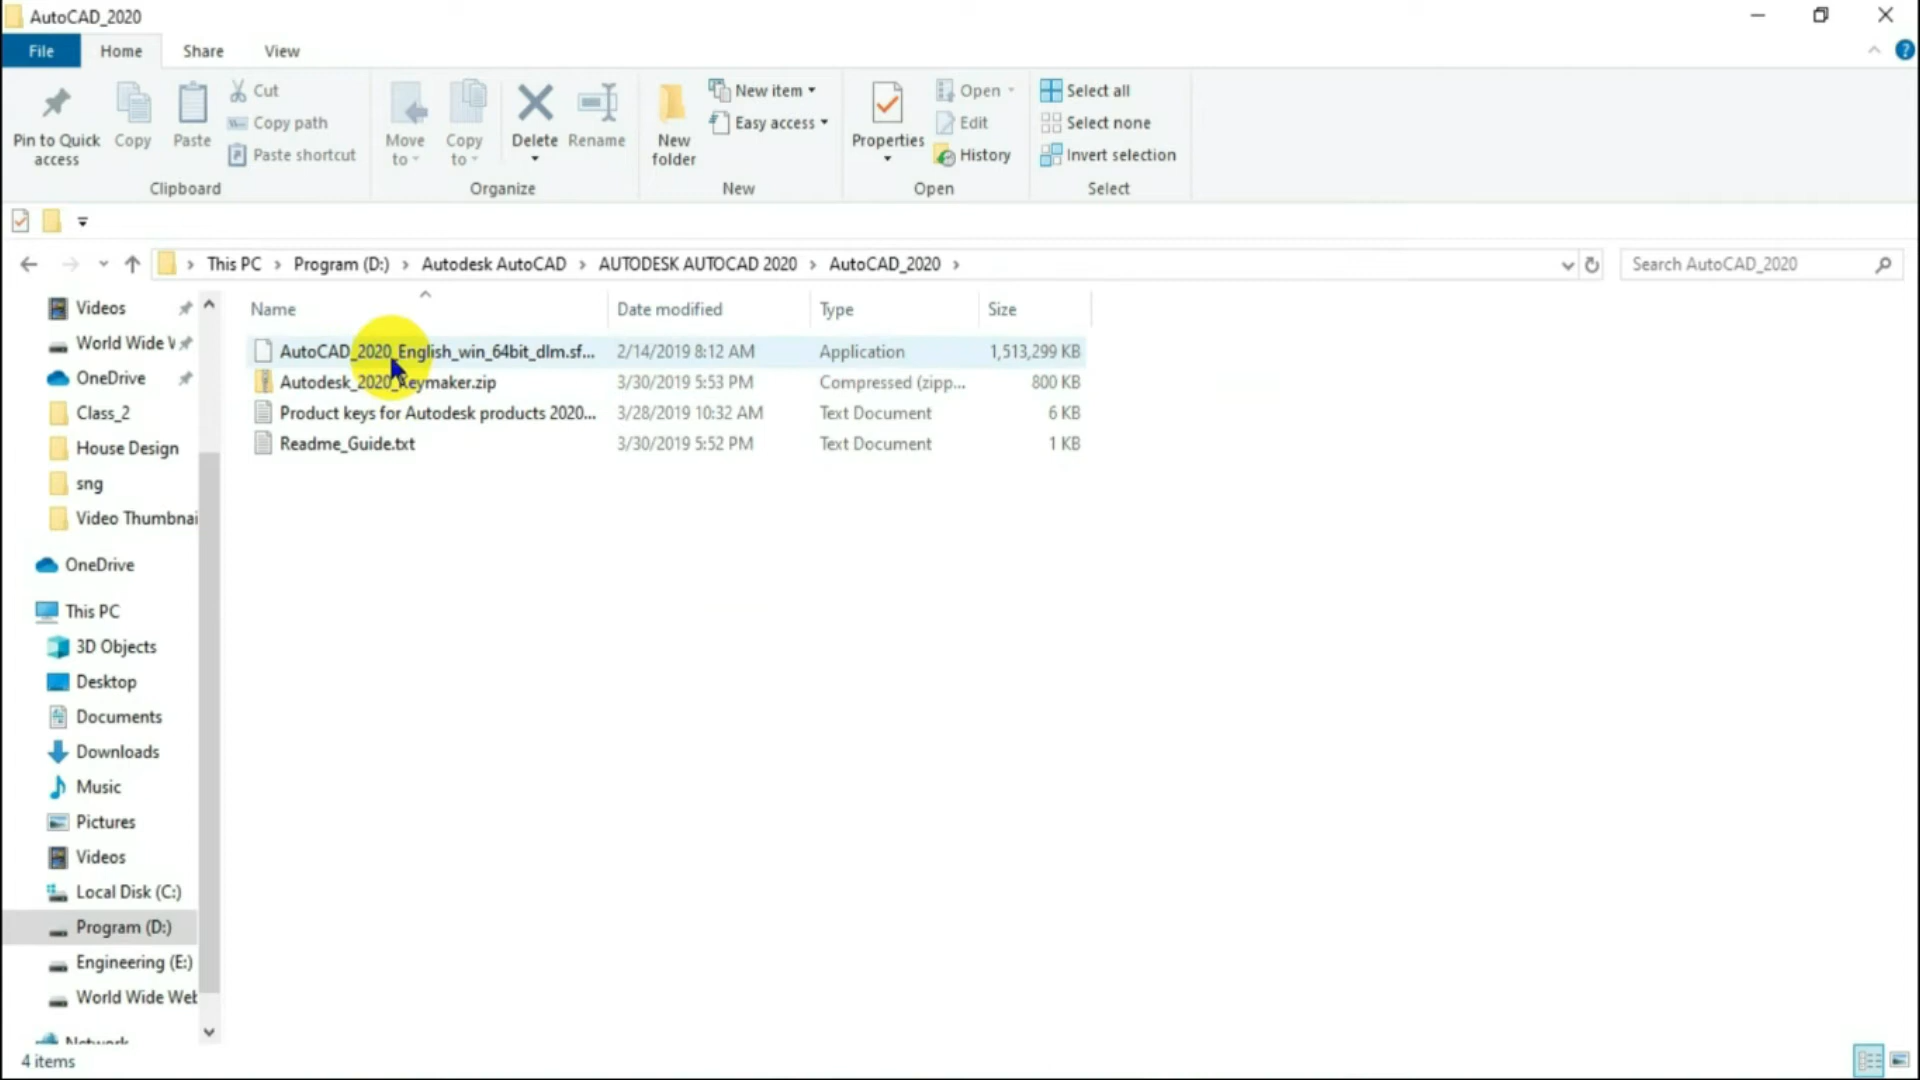 AutoCAD_2020
File Home Share View
Pin to Quick access
Copy
Paste
Cut
Copy path
Paste shortcut
Clipboard
Move to
Copy to
Delete
Rename
Organize
New folder
New item
Easy access
New
Properties
Open
Edit
History
Open
Select all
Select none
Invert selection
Select
This PC > Program (D:) > Autodesk AutoCAD > AUTODESK AUTOCAD 2020 > AutoCAD_2020 >
Search AutoCAD_2020
Name Date modified Type Size
AutoCAD_2020_English_win_64bit_dlm.sf... 2/14/2019 8:12 AM Application 1,513,299 KB
Autodesk_2020_Keymaker.zip 3/30/2019 5:53 PM Compressed (zipp... 800 KB
Product keys for Autodesk products 2020... 3/28/2019 10:32 AM Text Document 6 KB
Readme_Guide.txt 3/30/2019 5:52 PM Text Document 1 KB
Videos
World Wide V
OneDrive
Class_2
House Design
sng
Video Thumbnai
OneDrive
This PC
3D Objects
Desktop
Documents
Downloads
Music
Pictures
Videos
Local Disk (C:)
Program (D:)
Engineering (E:)
World Wide Web
Network
4 items